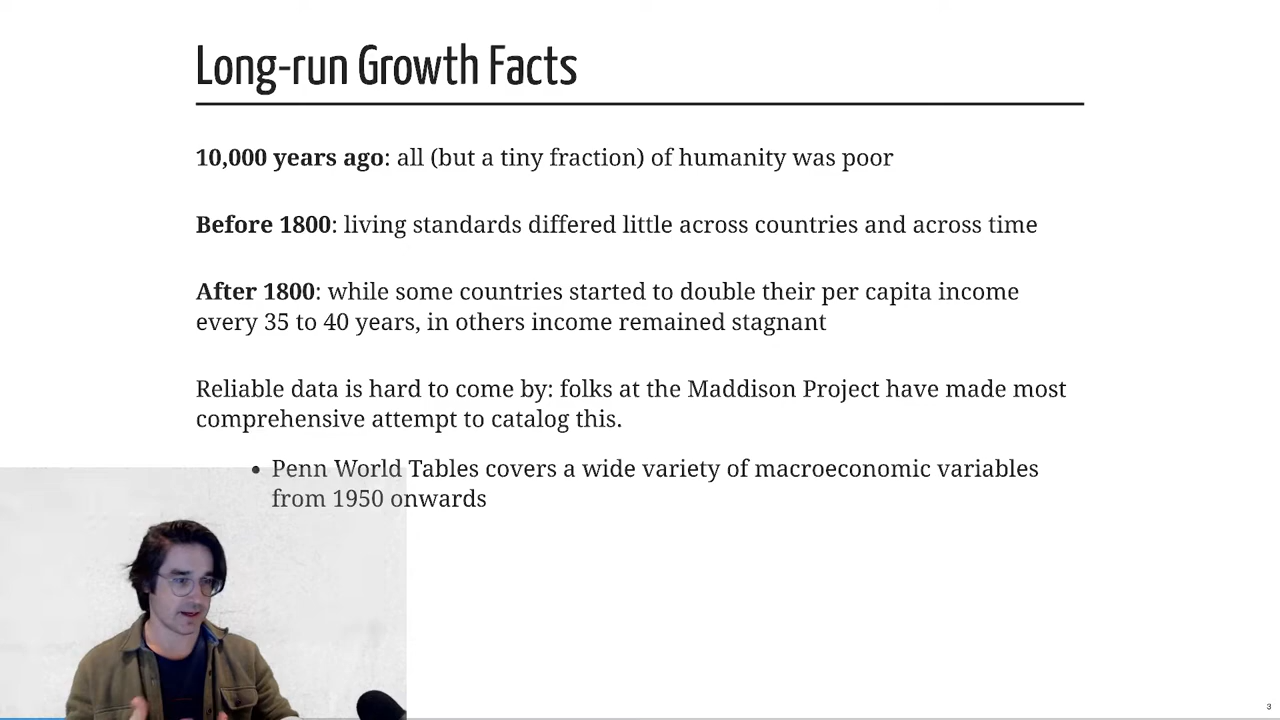 Long-run Growth Facts
10,000 years ago: all (but a tiny fraction) of humanity was poor
Before 1800: living standards differed little across countries and across time
After 1800: while some countries started to double their per capita income
every 35 to 40 years, in others income remained stagnant
Reliable data is hard to come by: folks at the Maddison Project have made most
comprehensive attempt to catalog this.
• Penn World Tables covers a wide variety of macroeconomic variables
from 1950 onwards
3